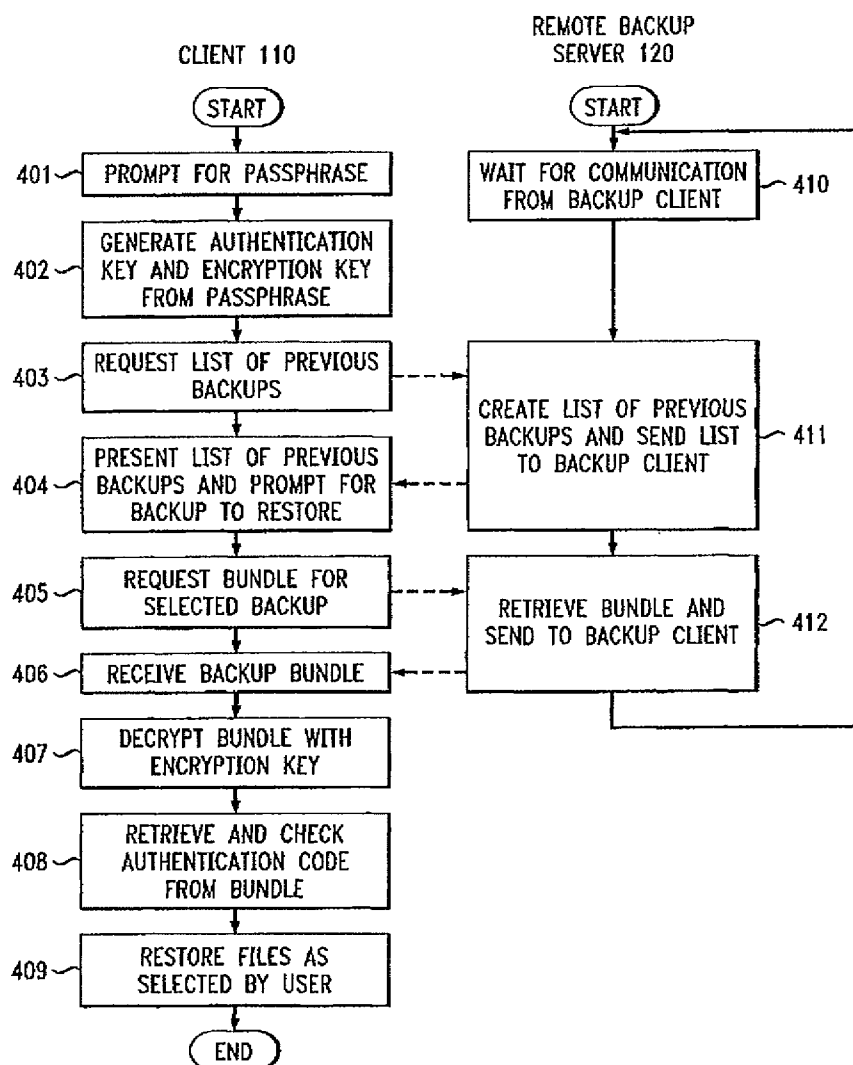 CLIENT 110
START
401
PROMPT FOR PASSPHRASE
402
GENERATE AUTHENTICATION
KEY AND ENCRYPTION KEY
FROM PASSPHRASE
403
REQUEST LIST OF PREVIOUS
BACKUPS
404
PRESENT LIST OF PREVIOUS
BACKUPS AND PROMPT FOR
BACKUP TO RESTORE
405
REQUEST BUNDLE FOR
SELECTED BACKUP
406
RECEIVE BACKUP BUNDLE
407
DECRYPT BUNDLE WITH
ENCRYPTION KEY
408
RETRIEVE AND CHECK
AUTHENTICATION CODE
FROM BUNDLE
409
RESTORE FILES AS
SELECTED BY USER
END
REMOTE BACKUP
SERVER 120
START
WAIT FOR COMMUNICATION
FROM BACKUP CLIENT
410
CREATE LIST OF PREVIOUS
BACKUPS AND SEND LIST
TO BACKUP CLIENT
411
RETRIEVE BUNDLE AND
SEND TO BACKUP CLIENT
412